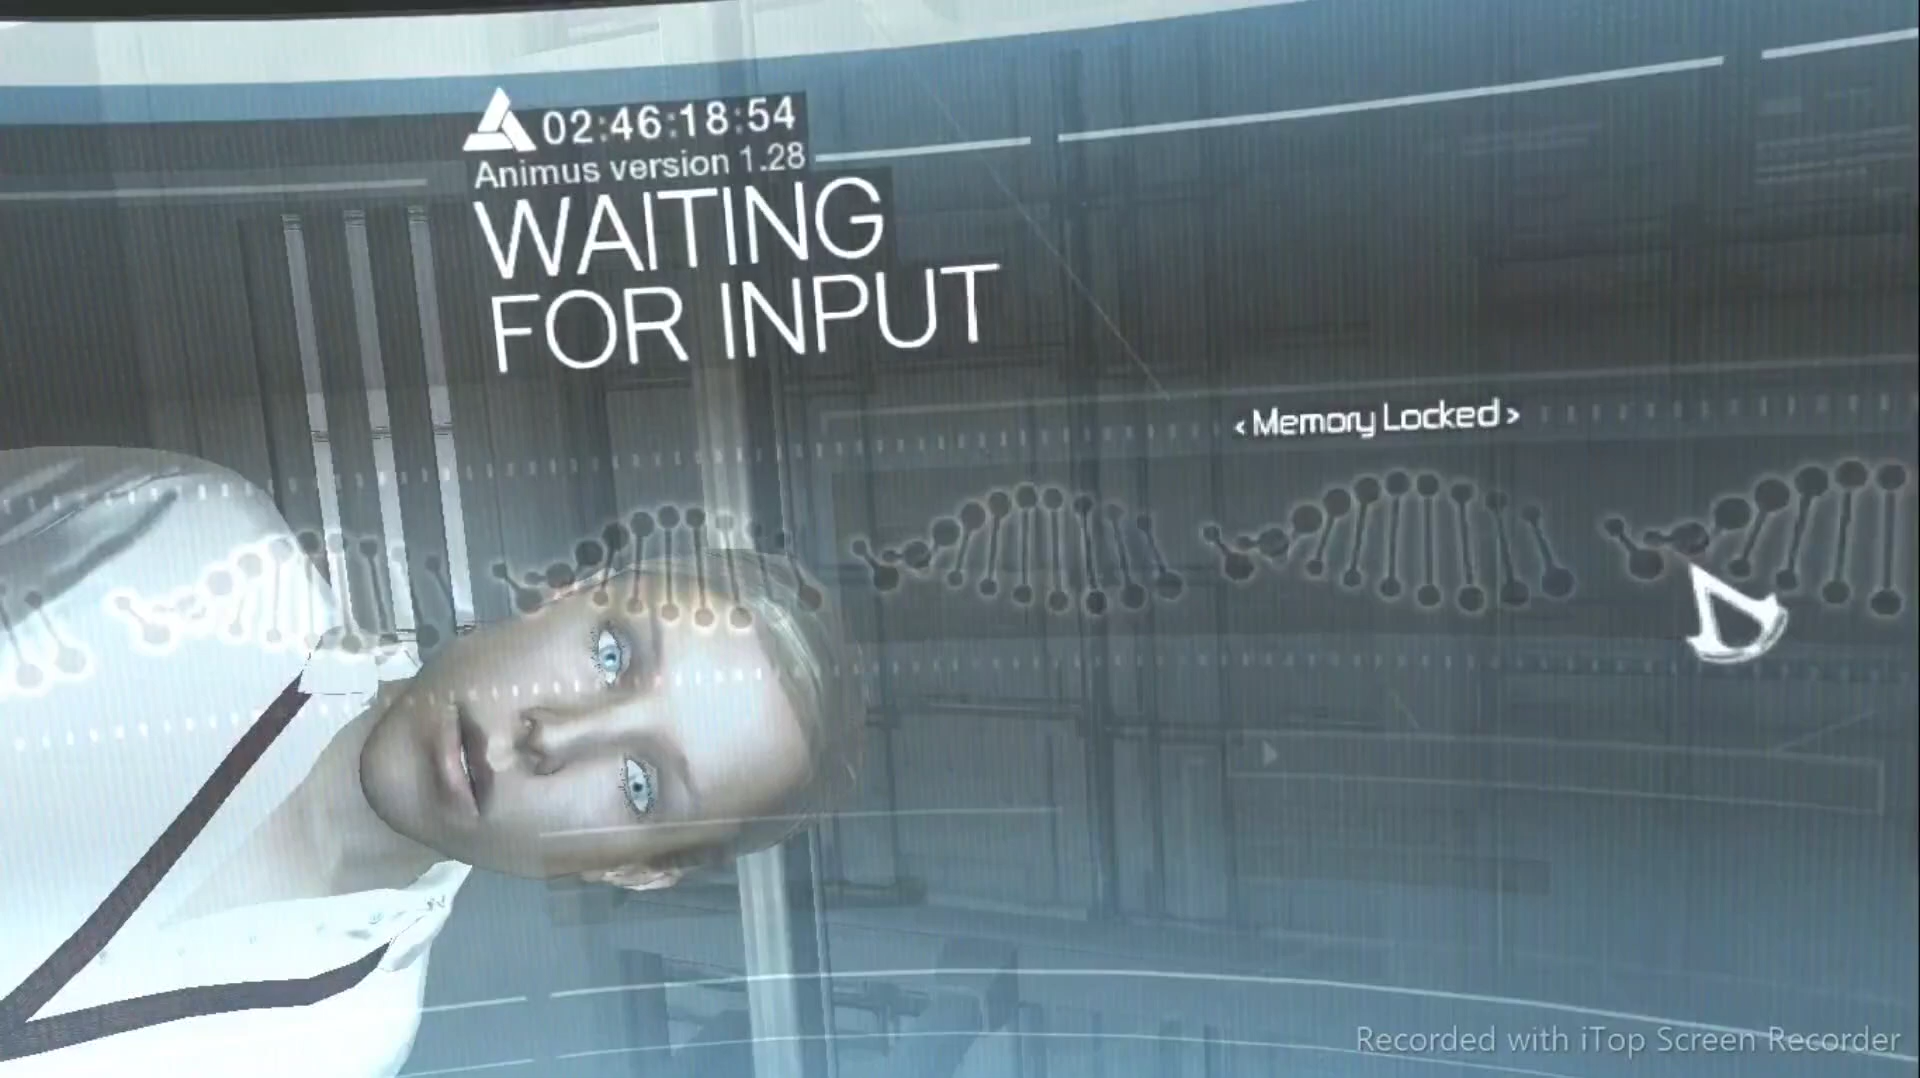 02:46:18:54
Animus version 1.28
WAITING
FOR INPUT
‹ Memory Locked ›
Recorded with iTop Screen Recorder